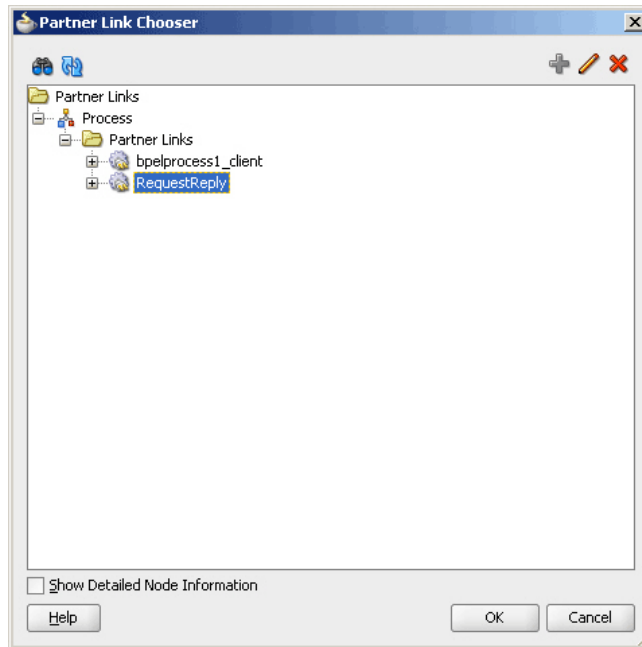 Partner Link Chooser
Partner Links
Process
Partner Links
bpelprocess1_client
RequestReply
Show Detailed Node Information
Help
OK
Cancel